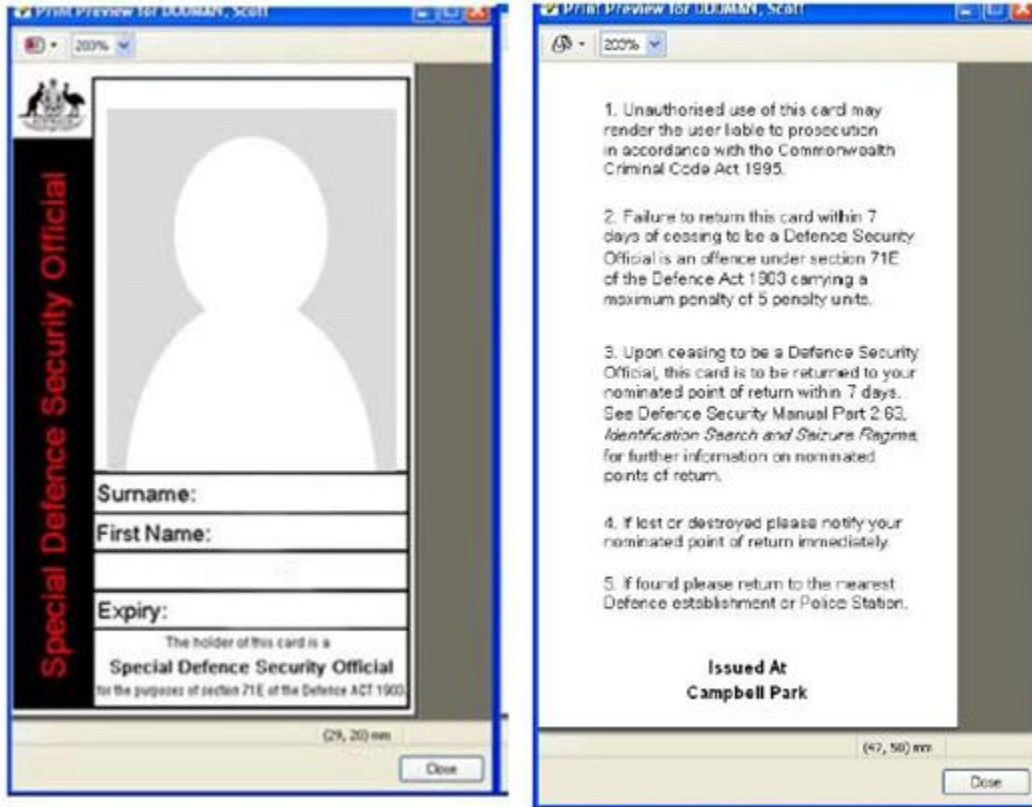 Print Preview for DODMAN, Scott
200%
Special Defence Security Official
Surname:
First Name:
Expiry:
The holder of this card is a
Special Defence Security Official
for the purposes of section 71E of the Defence ACT 1903.
(29, 20) mm
Close
Print Preview for DODMAN, Scott
200%
1. Unauthorised use of this card may
render the user liable to prosecution
in accordance with the Commonwealth
Criminal Code Act 1995.
2. Failure to return this card within 7
days of ceasing to be a Defence Security
Official is an offence under section 71E
of the Defence Act 1903 carrying a
maximum penalty of 5 penalty units.
3. Upon ceasing to be a Defence Security
Official, this card is to be returned to your
nominated point of return within 7 days.
See Defence Security Manual Part 2:63,
Identification Search and Seizure Regime,
for further information on nominated
points of return.
4. If lost or destroyed please notify your
nominated point of return immediately.
5. If found please return to the nearest
Defence establishment or Police Station.
Issued At
Campbell Park
(47, 50) mm
Close